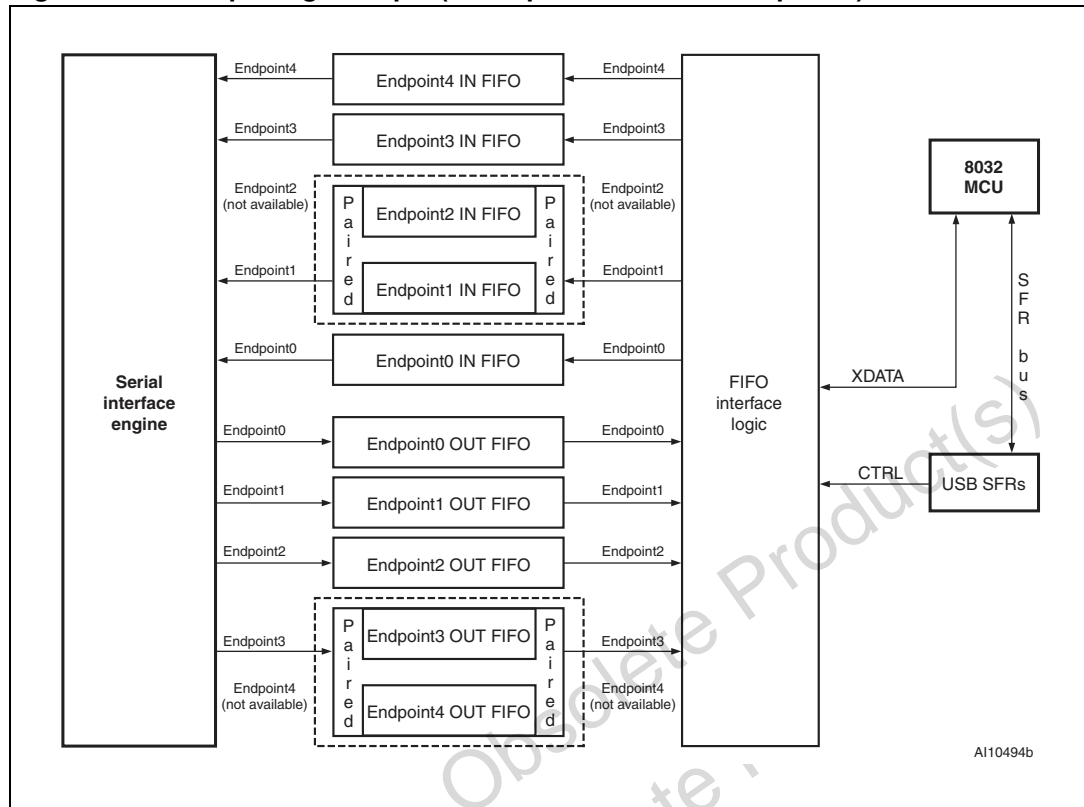 Endpoint4
Endpoint4 IN FIFO
Endpoint4
Endpoint3
Endpoint3 IN FIFO
Endpoint3
Endpoint2
(not available)
Paired
Endpoint2 IN FIFO
Paired
Endpoint2
(not available)
Endpoint1
Endpoint1 IN FIFO
Endpoint1
Endpoint0
Endpoint0 IN FIFO
Endpoint0
Serial
interface
engine
FIFO
interface
logic
8032
MCU
SFR bus
XDATA
CTRL
USB SFRs
Endpoint0
Endpoint0 OUT FIFO
Endpoint0
Endpoint1
Endpoint1 OUT FIFO
Endpoint1
Endpoint2
Endpoint2 OUT FIFO
Endpoint2
Endpoint3
Paired
Endpoint3 OUT FIFO
Paired
Endpoint3
Endpoint4
(not available)
Endpoint4 OUT FIFO
Endpoint4
(not available)
AI10494b
Obsolete Product(s)